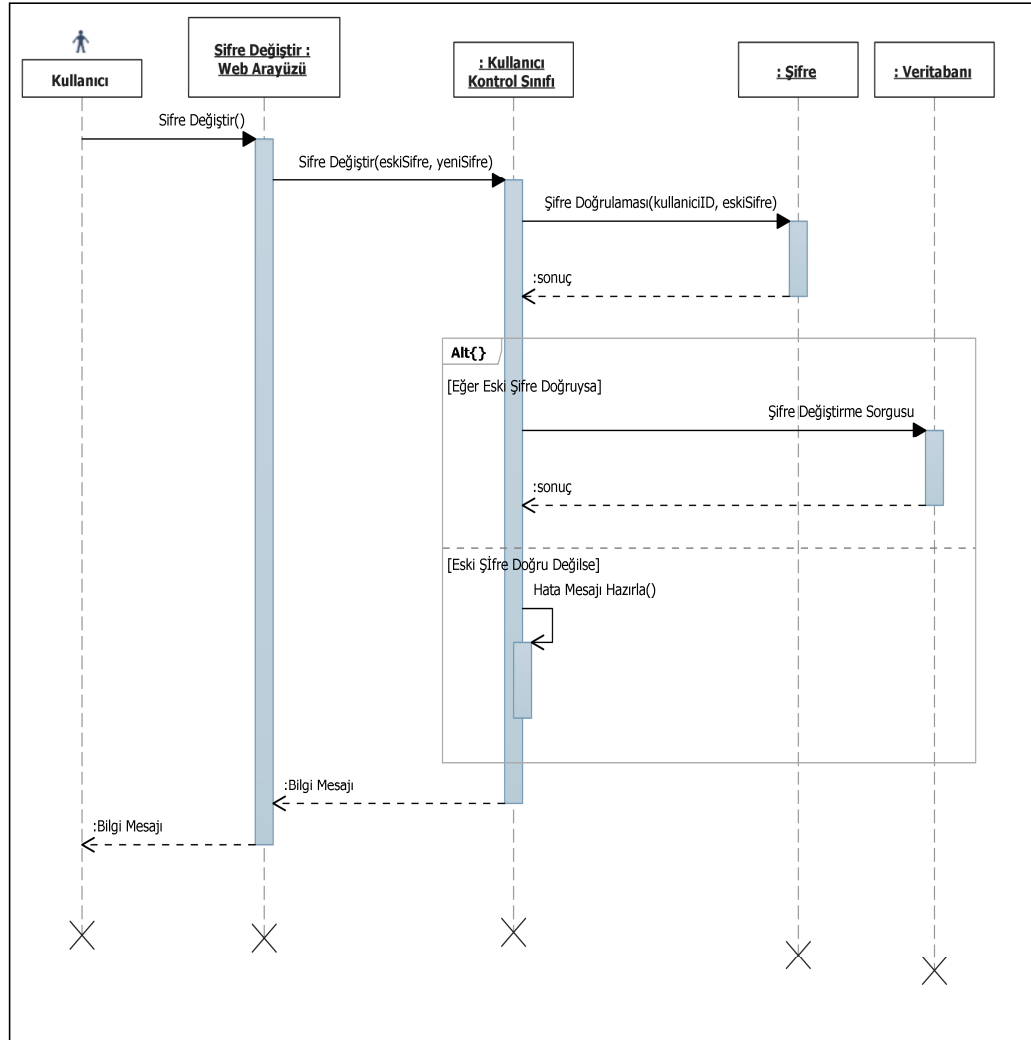 Kullanıcı
Sifre Değiştir :
Web Arayüzü
: Kullanıcı
Kontrol Sınıfı
: Şifre
: Veritabanı
Sifre Değiştir()
Sifre Değiştir(eskiSifre, yeniSifre)
Şifre Doğrulaması(kullaniciID, eskiSifre)
:sonuç
Alt{}
[Eğer Eski Şifre Doğruysa]
Şifre Değiştirme Sorgusu
:sonuç
[Eski Şİfre Doğru Değilse]
Hata Mesajı Hazırla()
:Bilgi Mesajı
:Bilgi Mesajı